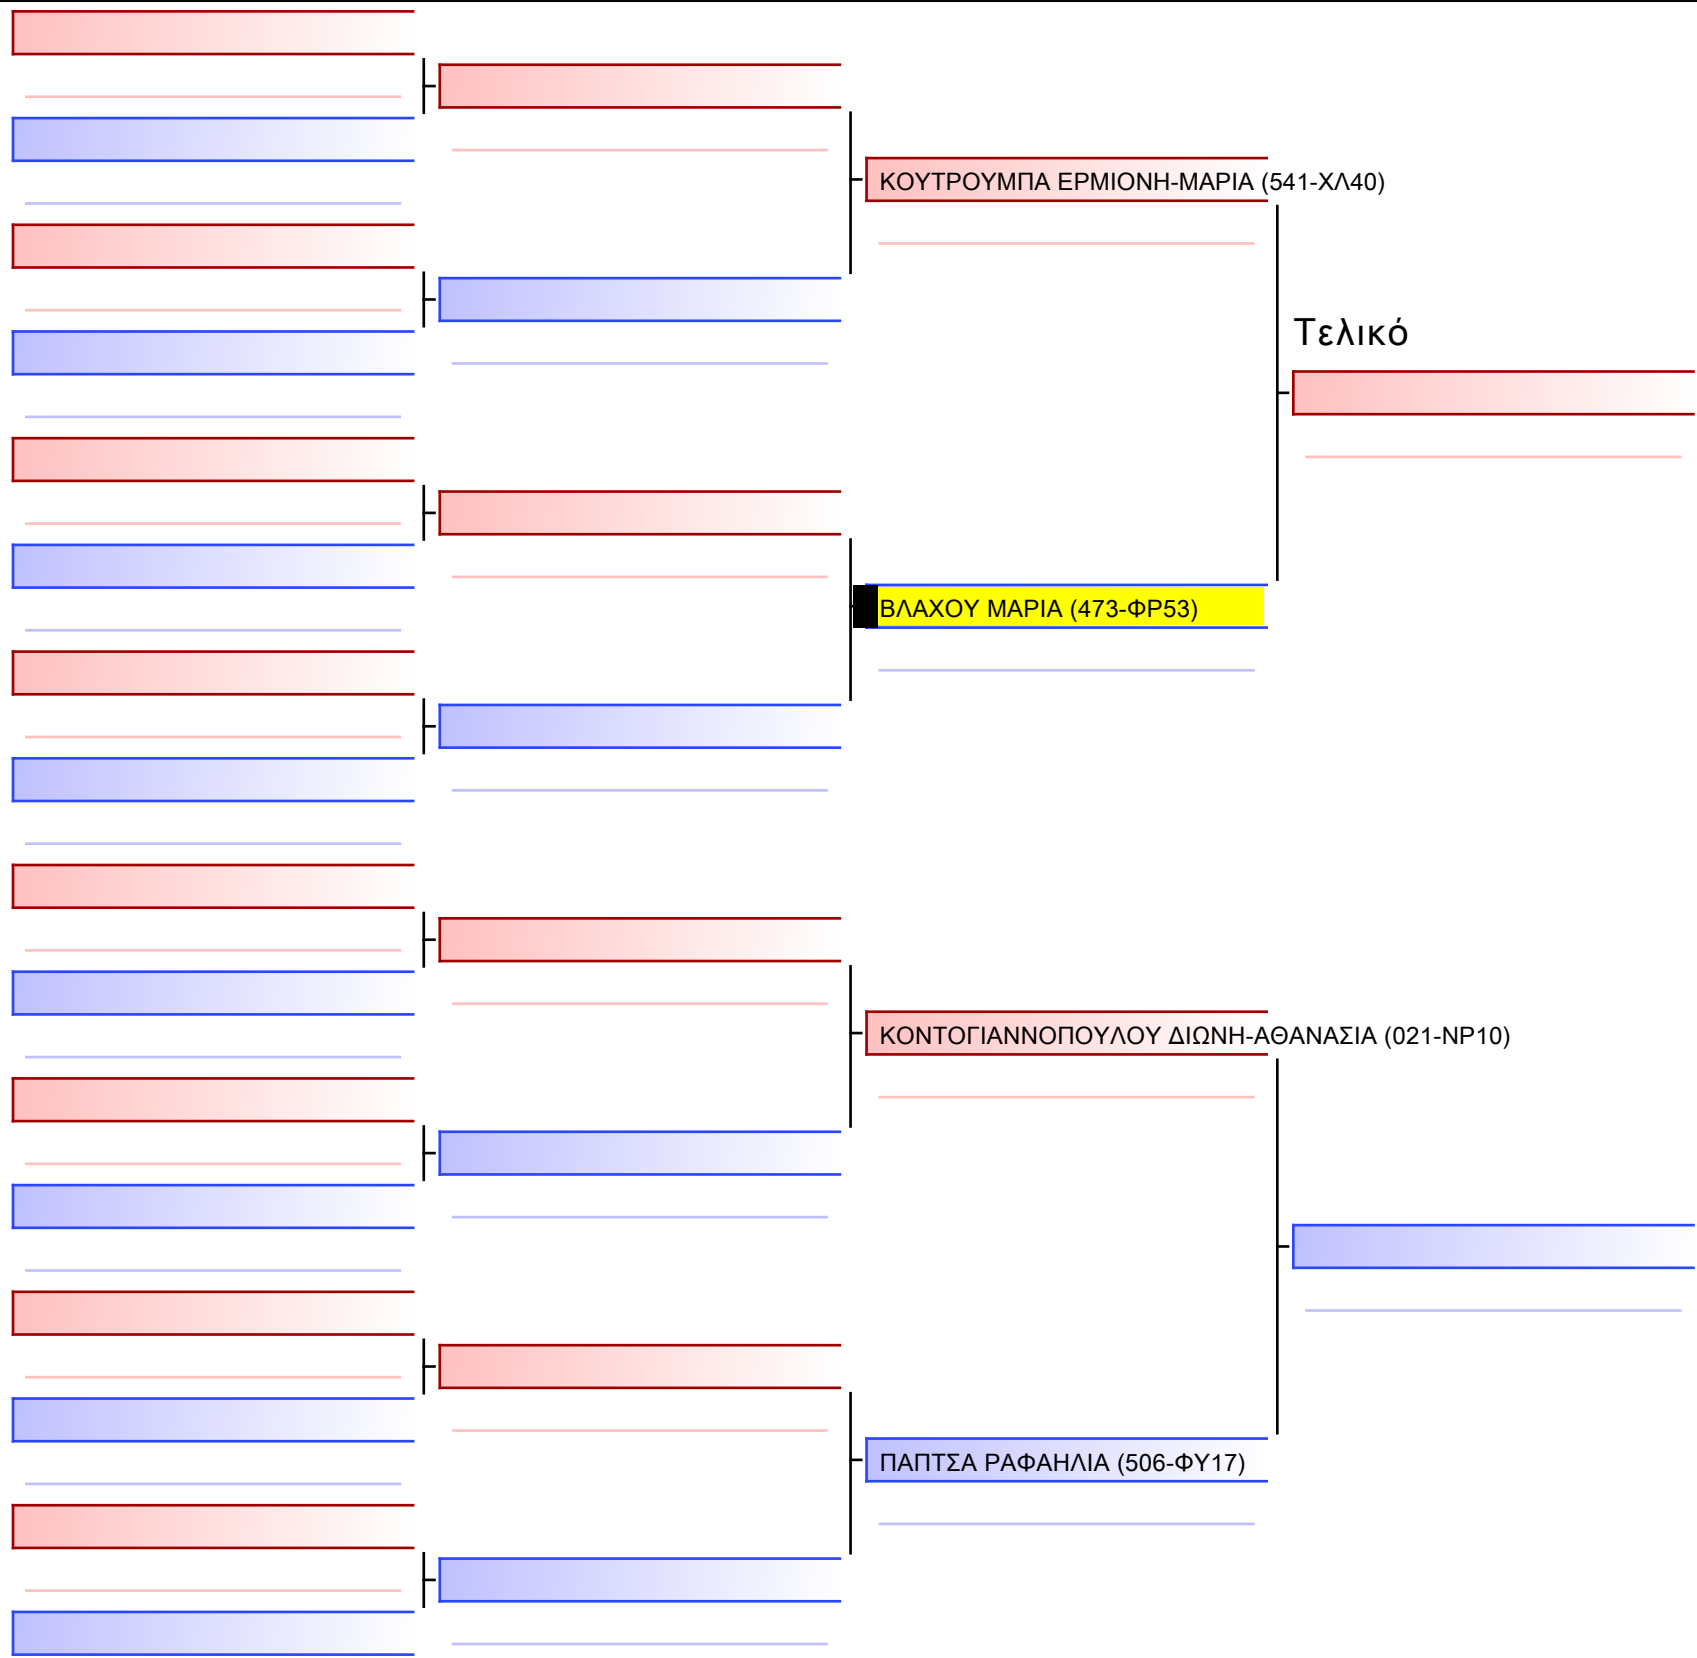 ΚΟΥΤΡΟΥΜΠΑ ΕΡΜΙΟΝΗ-ΜΑΡΙΑ (541-ΧΛ40)
Τελικό
ΒΛΑΧΟΥ ΜΑΡΙΑ (473-ΦΡ53)
ΚΟΝΤΟΓΙΑΝΝΟΠΟΥΛΟΥ ΔΙΩΝΗ-ΑΘΑΝΑΣΙΑ (021-ΝΡ10)
ΠΑΠΤΣΑ ΡΑΦΑΗΛΙΑ (506-ΦΥ17)